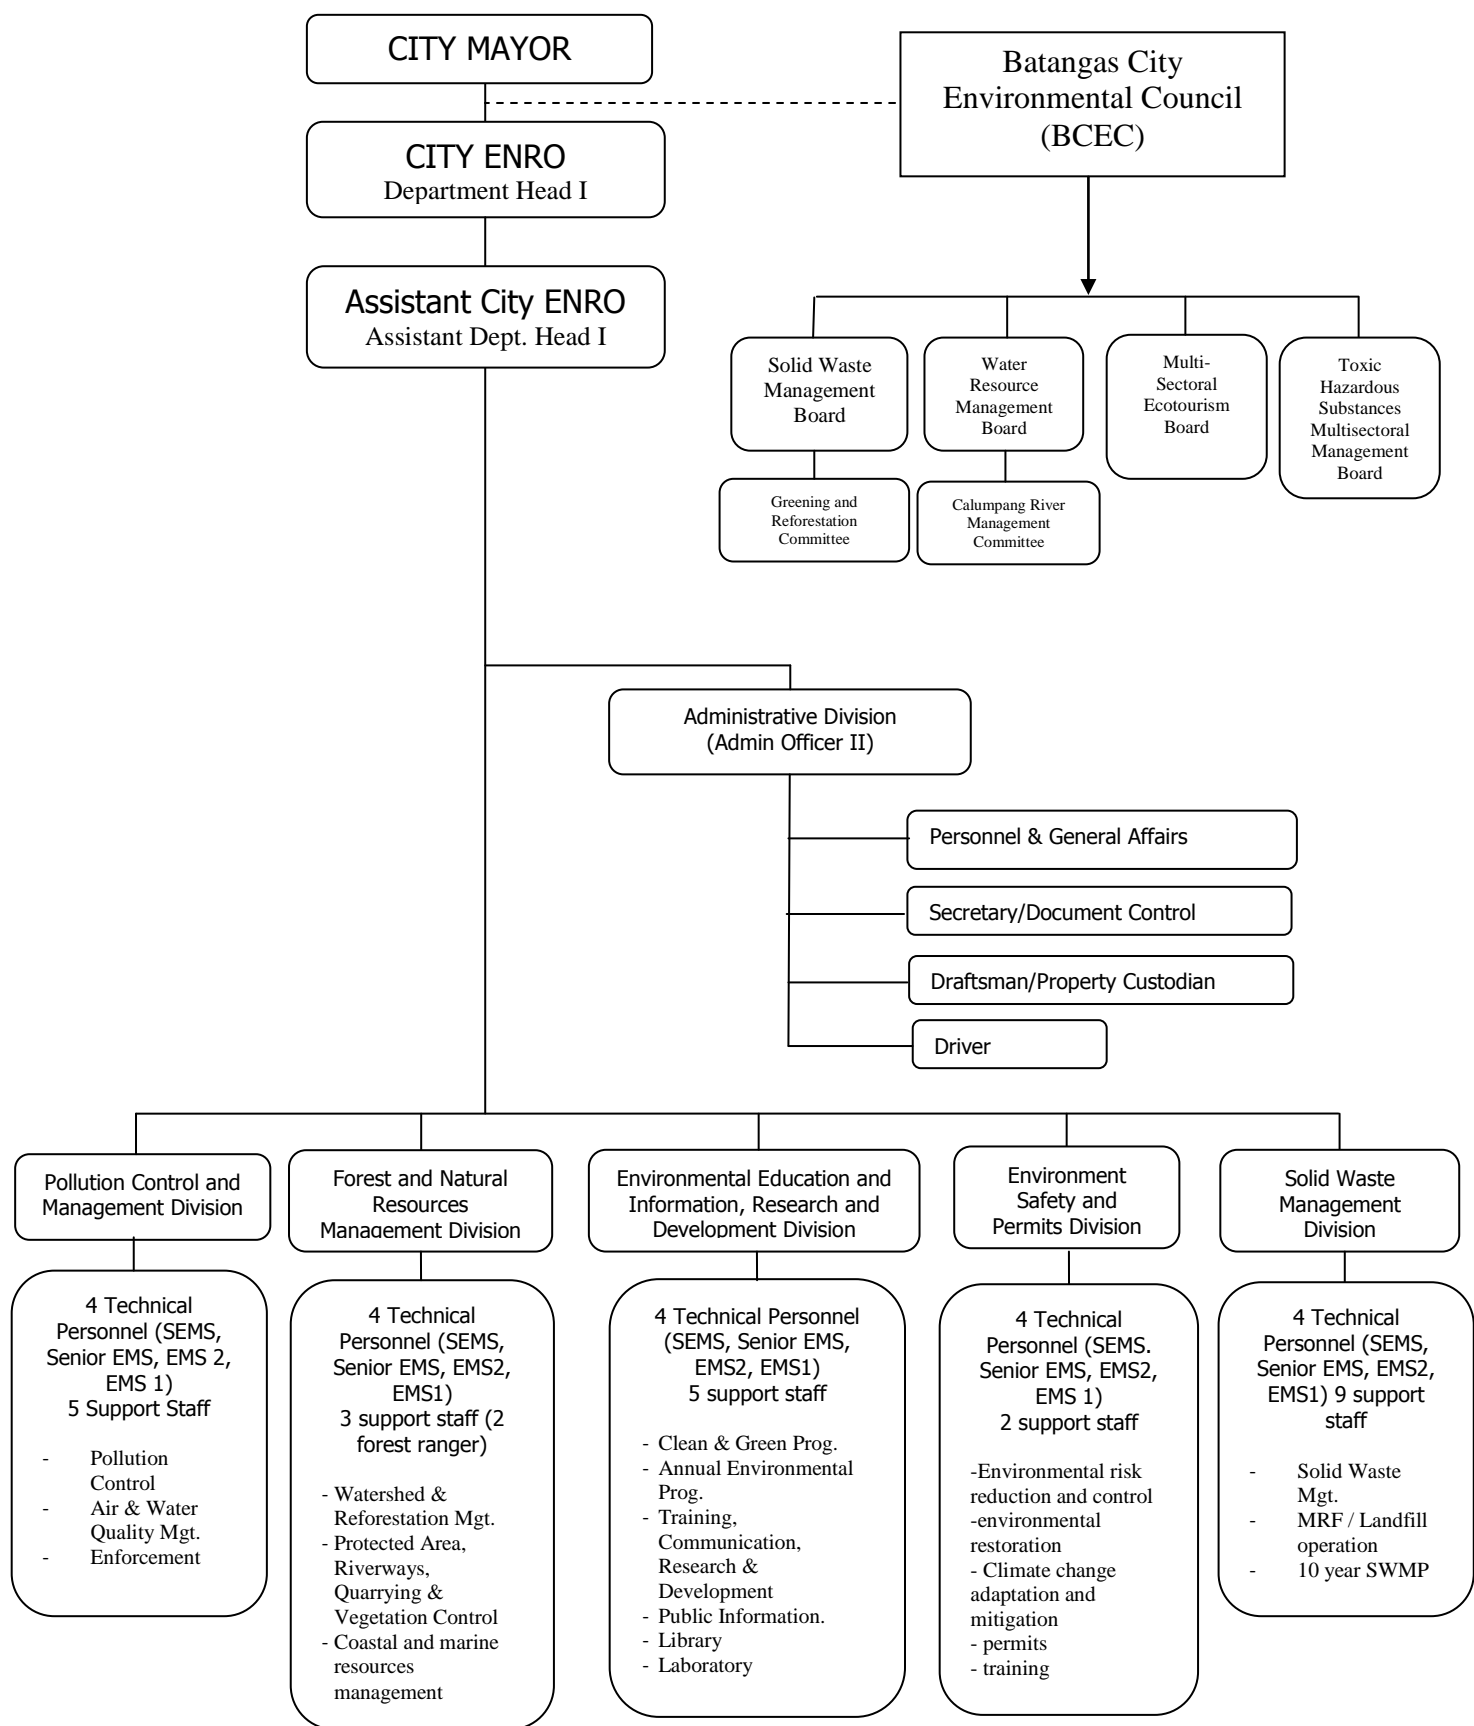 CITY MAYOR
Batangas City
Environmental Council
(BCEC)
CITY ENRO
Department Head I
Assistant City ENRO
Assistant Dept. Head I
Solid Waste
Management
Board
Water
Resource
Management
Board
Multi-
Sectoral
Ecotourism
Board
Toxic
Hazardous
Substances
Multisectoral
Management
Board
Greening and
Reforestation
Committee
Calumpang River
Management
Committee
Administrative Division
(Admin Officer II)
Personnel & General Affairs
Secretary/Document Control
Draftsman/Property Custodian
Driver
Pollution Control and
Management Division
Forest and Natural
Resources
Management Division
Environmental Education and
Information, Research and
Development Division
Environment
Safety and
Permits Division
Solid Waste
Management
Division
4 Technical
Personnel (SEMS,
Senior EMS, EMS 2,
EMS 1)
5 Support Staff
- Pollution
Control
- Air & Water
Quality Mgt.
- Enforcement
4 Technical
Personnel (SEMS,
Senior EMS, EMS2,
EMS1)
3 support staff (2
forest ranger)
- Watershed &
Reforestation Mgt.
- Protected Area,
Riverways,
Quarrying &
Vegetation Control
- Coastal and marine
resources
management
4 Technical Personnel
(SEMS, Senior EMS,
EMS2, EMS1)
5 support staff
- Clean & Green Prog.
- Annual Environmental
Prog.
- Training,
Communication,
Research &
Development
- Public Information.
- Library
- Laboratory
4 Technical
Personnel (SEMS.
Senior EMS, EMS2,
EMS 1)
2 support staff
-Environmental risk
reduction and control
-environmental
restoration
- Climate change
adaptation and
mitigation
- permits
- training
4 Technical
Personnel (SEMS,
Senior EMS, EMS2,
EMS1) 9 support
staff
- Solid Waste
Mgt.
- MRF / Landfill
operation
- 10 year SWMP